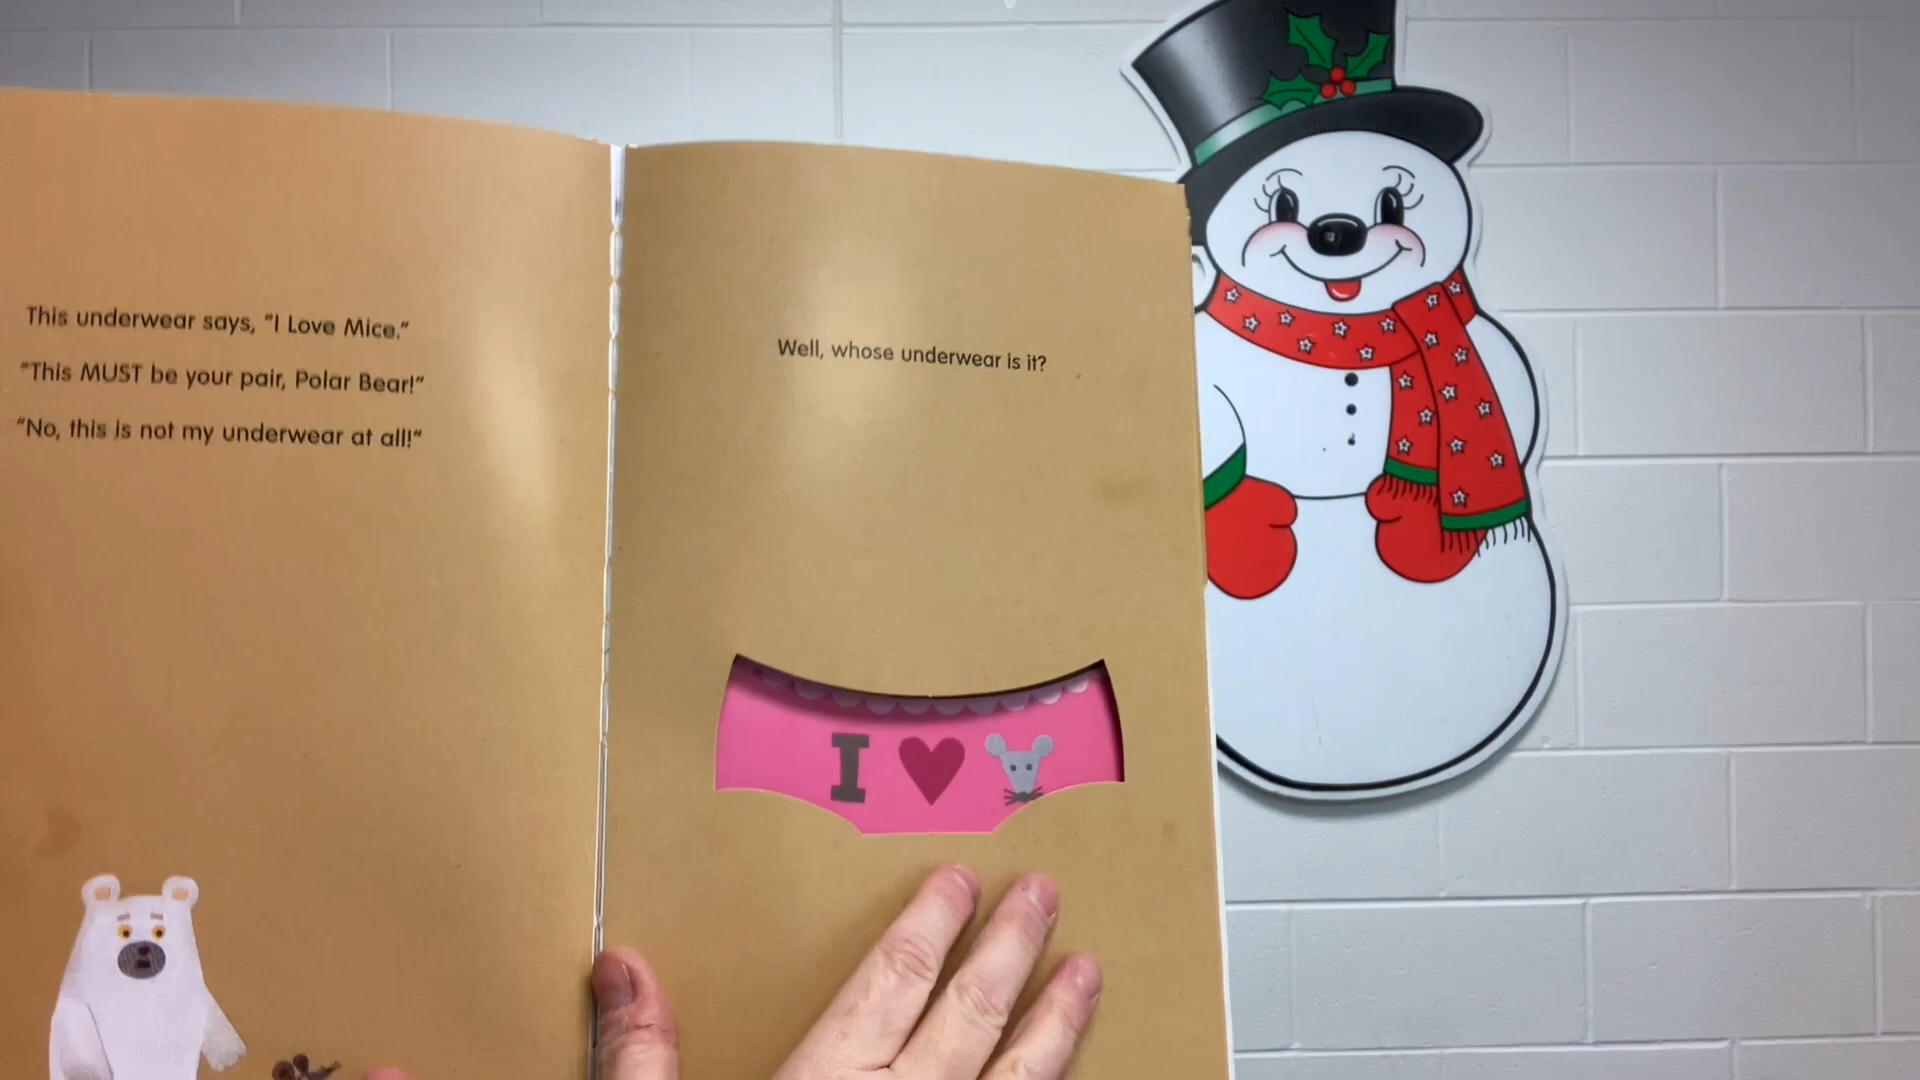 This underwear says, "I Love Mice."
"This MUST be your pair, Polar Bear!"
"No, this is not my underwear at all!"
Well, whose underwear is it?
I